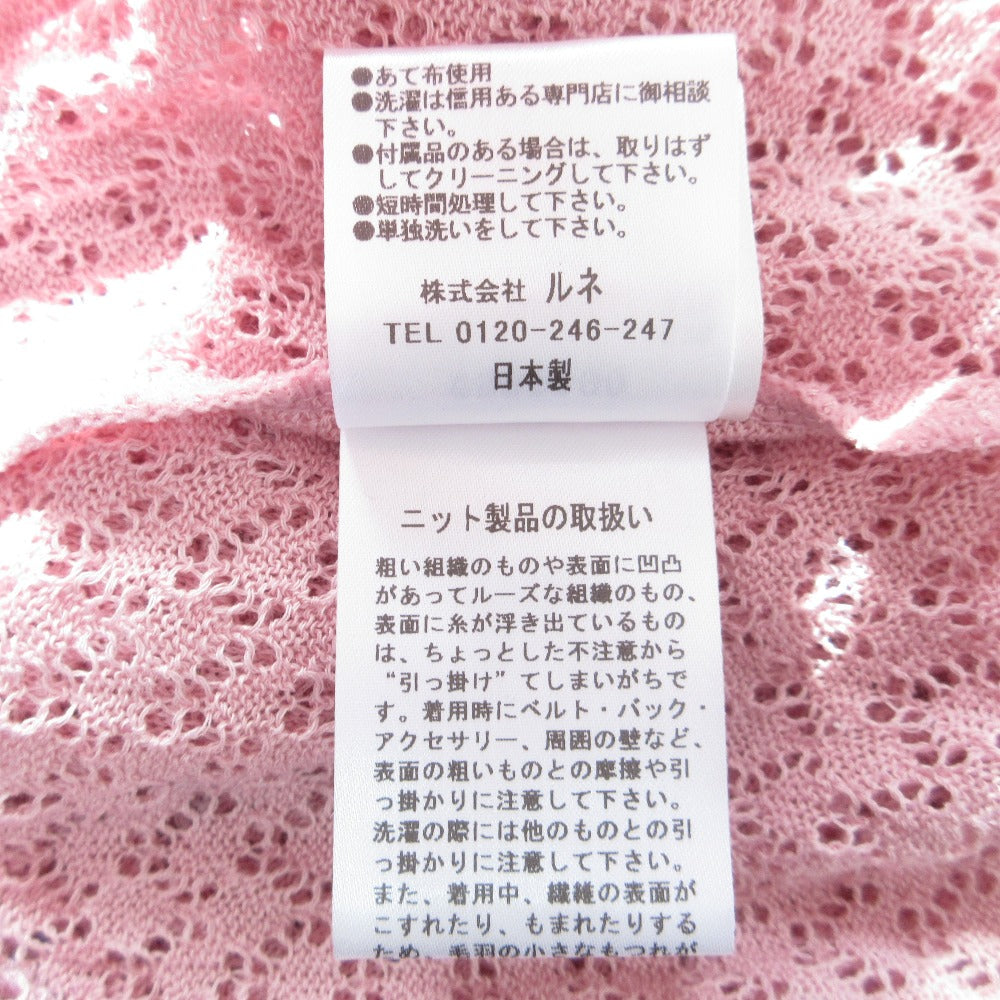 ●あて布使用
●洗濯は信用ある専門店に御相談
下さい。
●付属品のある場合は、取りはず
してクリーニングして下さい。
●短時間処理して下さい。
●単独洗いをして下さい。
株式会社 ルネ
TEL 0120-246-247
日本製
ニット製品の取扱い
粗い組織のものや表面に凹凸
があってルーズな組織のもの、
表面に糸が浮き出ているもの
は、ちょっとした不注意から
“引っ掛け”てしまいがちで
す。着用時にベルト・バック・
アクセサリー、周囲の壁など、
表面の粗いものとの摩擦や引
っ掛かりに注意して下さい。
洗濯の際には他のものとの引
っ掛かりに注意して下さい。
また、着用中、繊維の表面が
こすれたり、もまれたりする
ため、毛羽の小さなもつれが